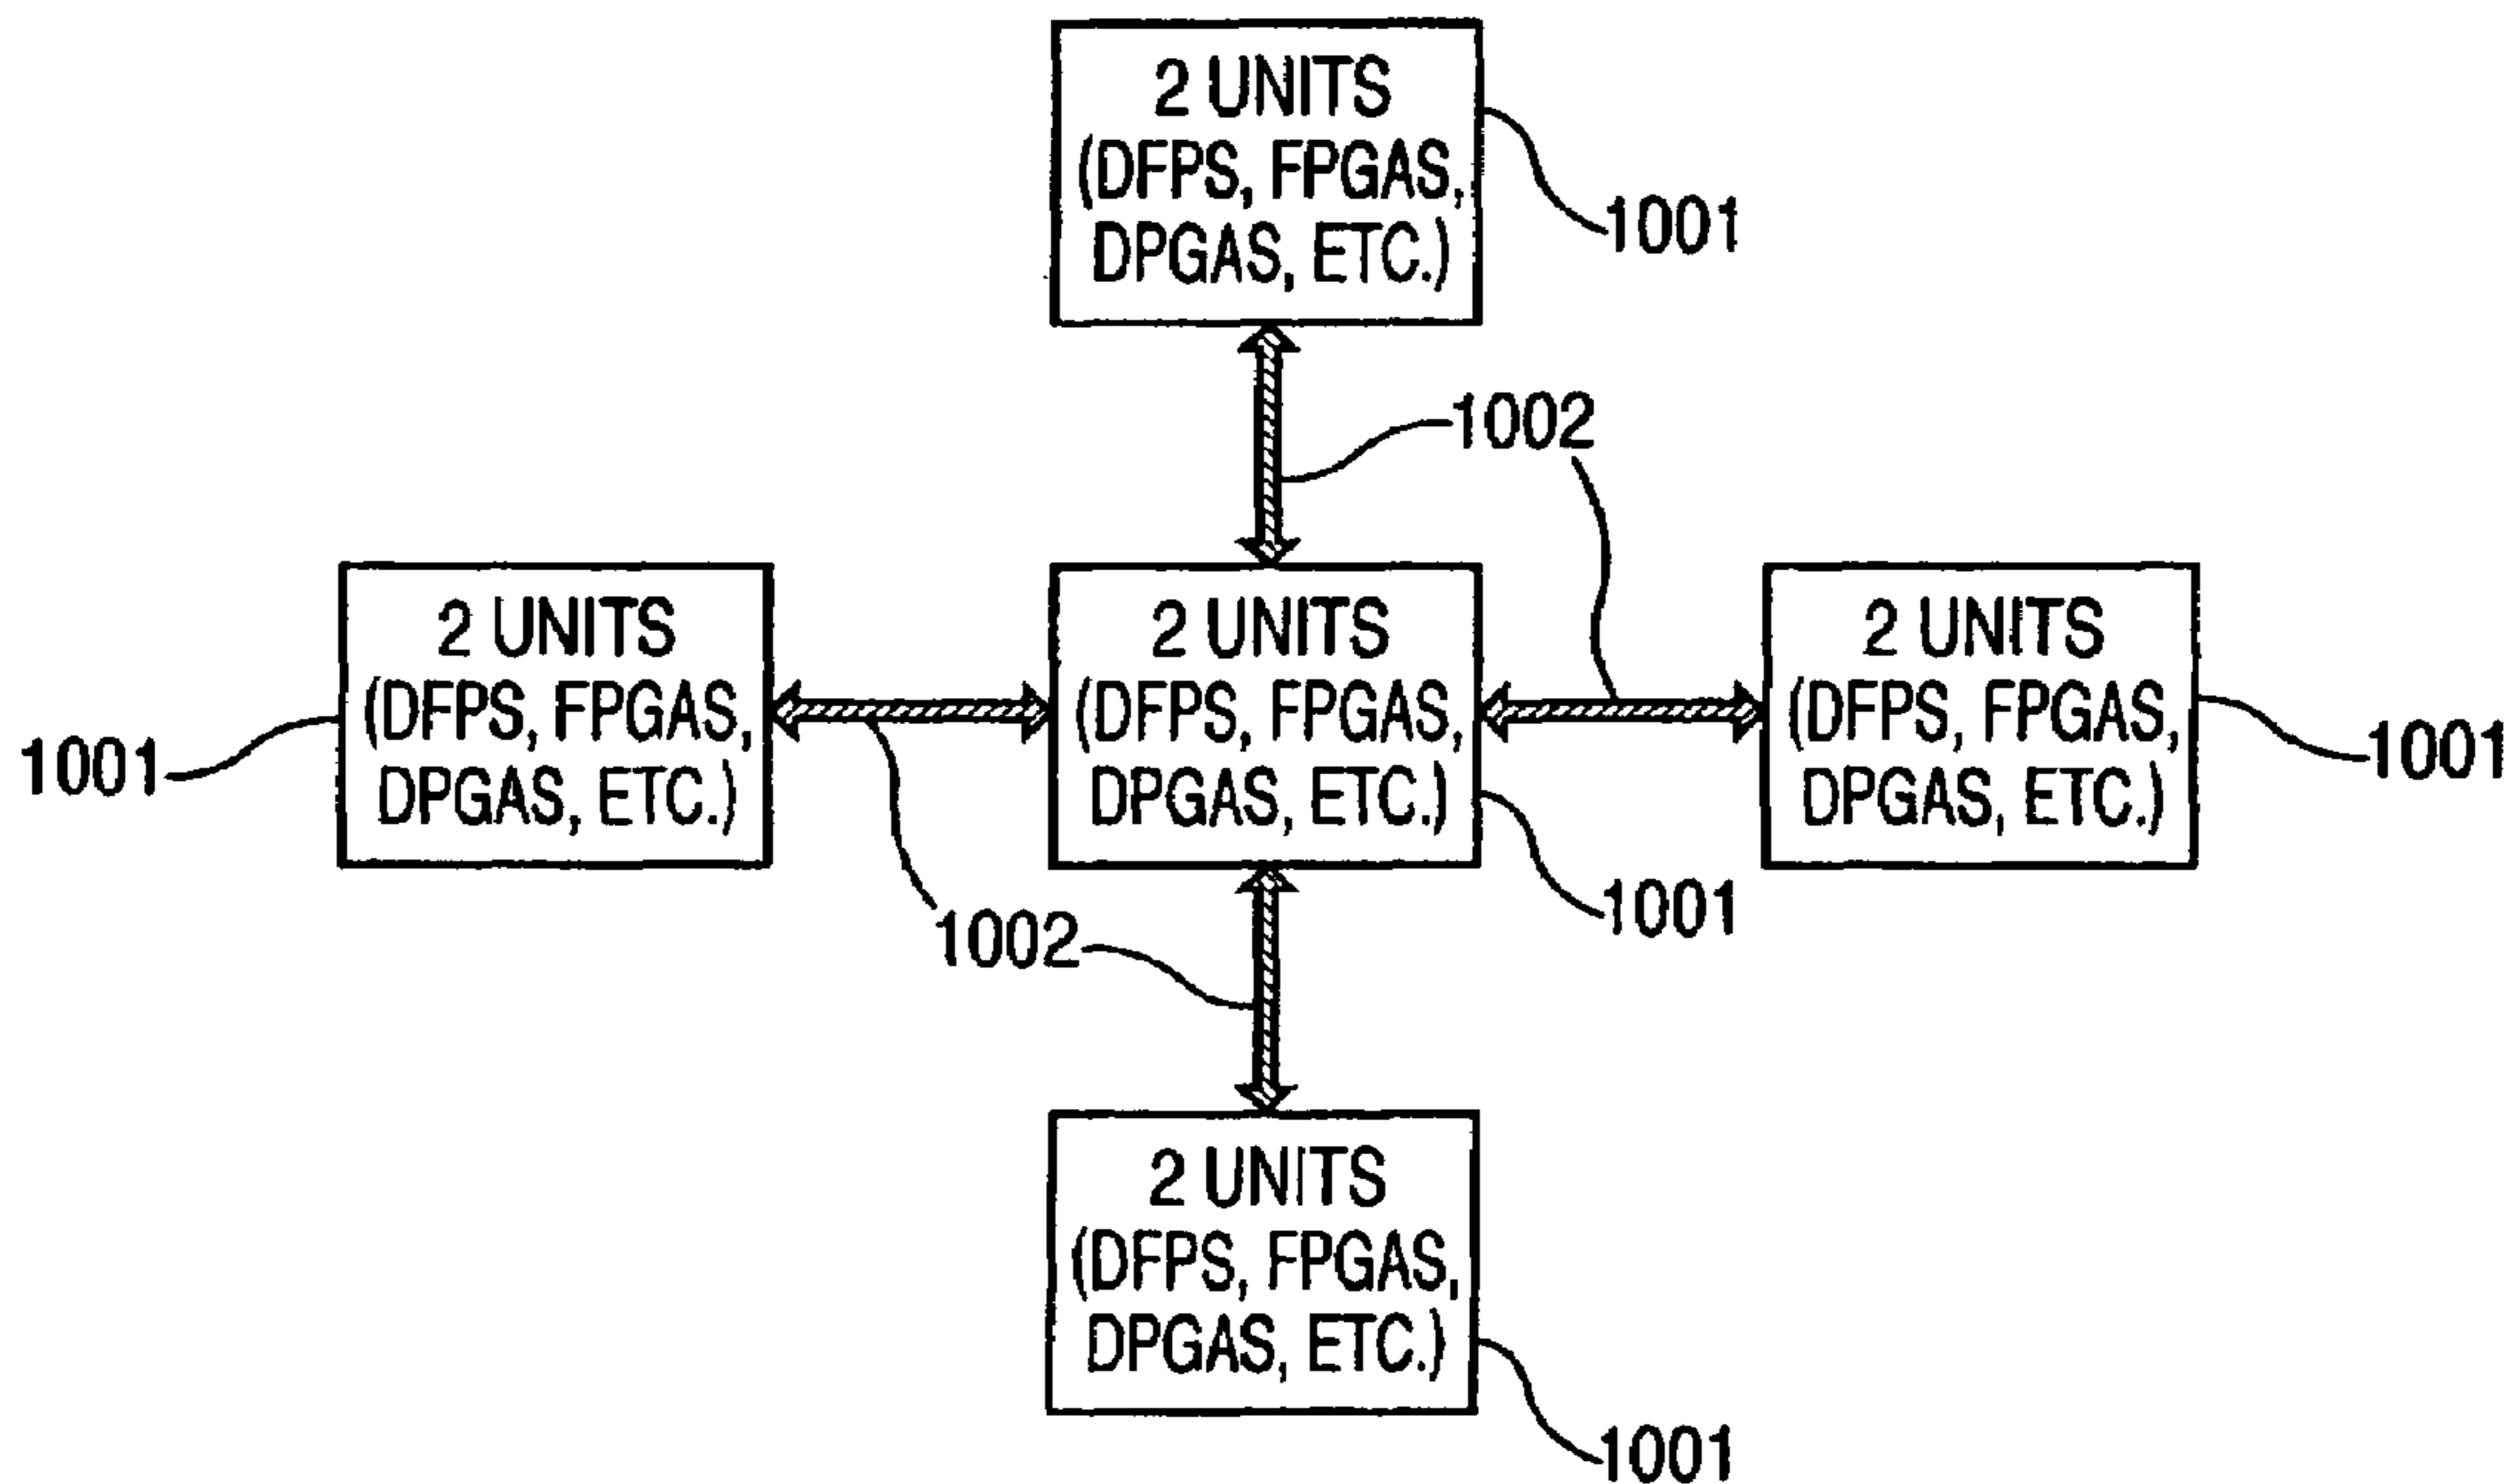 2 UNITS
(DFPS, FPGAS,
DPGAS, ETC.)
1001
1002
2 UNITS
(DFPS, FPGAS,
DPGAS, ETC.)
1001
2 UNITS
(DFPS, FPGAS,
DPGAS, ETC.)
1001
2 UNITS
(DFPS, FPGAS,
DPGAS, ETC.)
1001
1002
2 UNITS
(DFPS, FPGAS,
DPGAS, ETC.)
1001